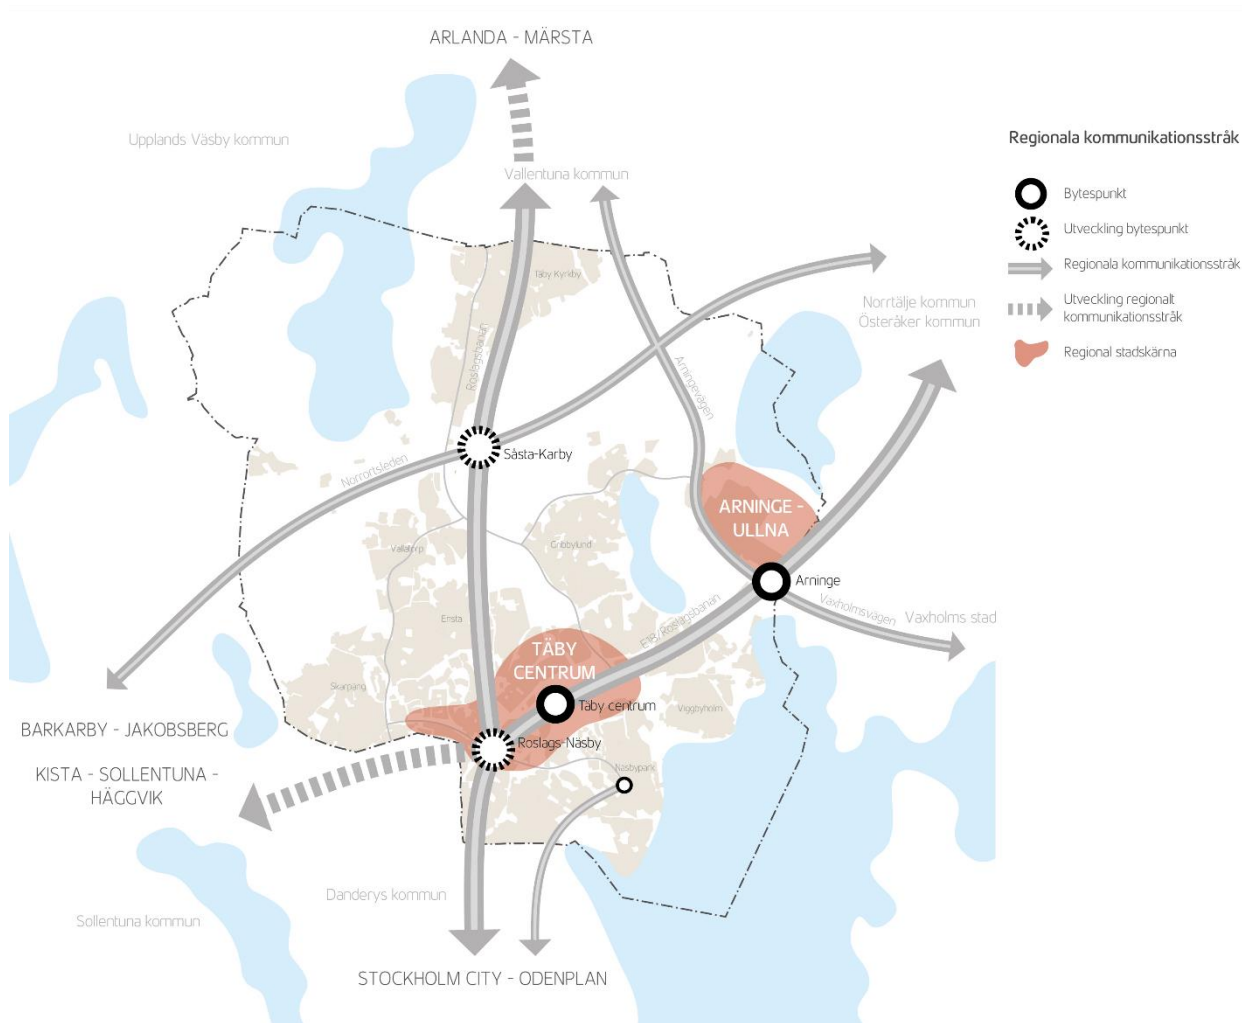 ARLANDA - MÄRSTA
Upplands Väsby kommun
Vallentuna kommun
Täby Kyrkby
Roslagsbanan
Norrtälje kommun
Österåker kommun
Arningevägen
Såsta-Karby
Norrortsleden
ARNINGE -
ULLNA
Vallatorp
Gribbylund
Arninge
Vaxholmsvägen
Vaxholms stad
E18/Roslagsbanan
Ensta
TÄBY
CENTRUM
Skarpäng
Täby centrum
Viggbyholm
BARKARBY - JAKOBSBERG
Roslags-Näsby
KISTA - SOLLENTUNA -
HÄGGVIK
Näsbypark
Danderys kommun
Sollentuna kommun
STOCKHOLM CITY - ODENPLAN
Regionala kommunikationsstråk
Bytespunkt
Utveckling bytespunkt
Regionala kommunikationsstråk
Utveckling regionalt
kommunikationsstråk
Regional stadskärna